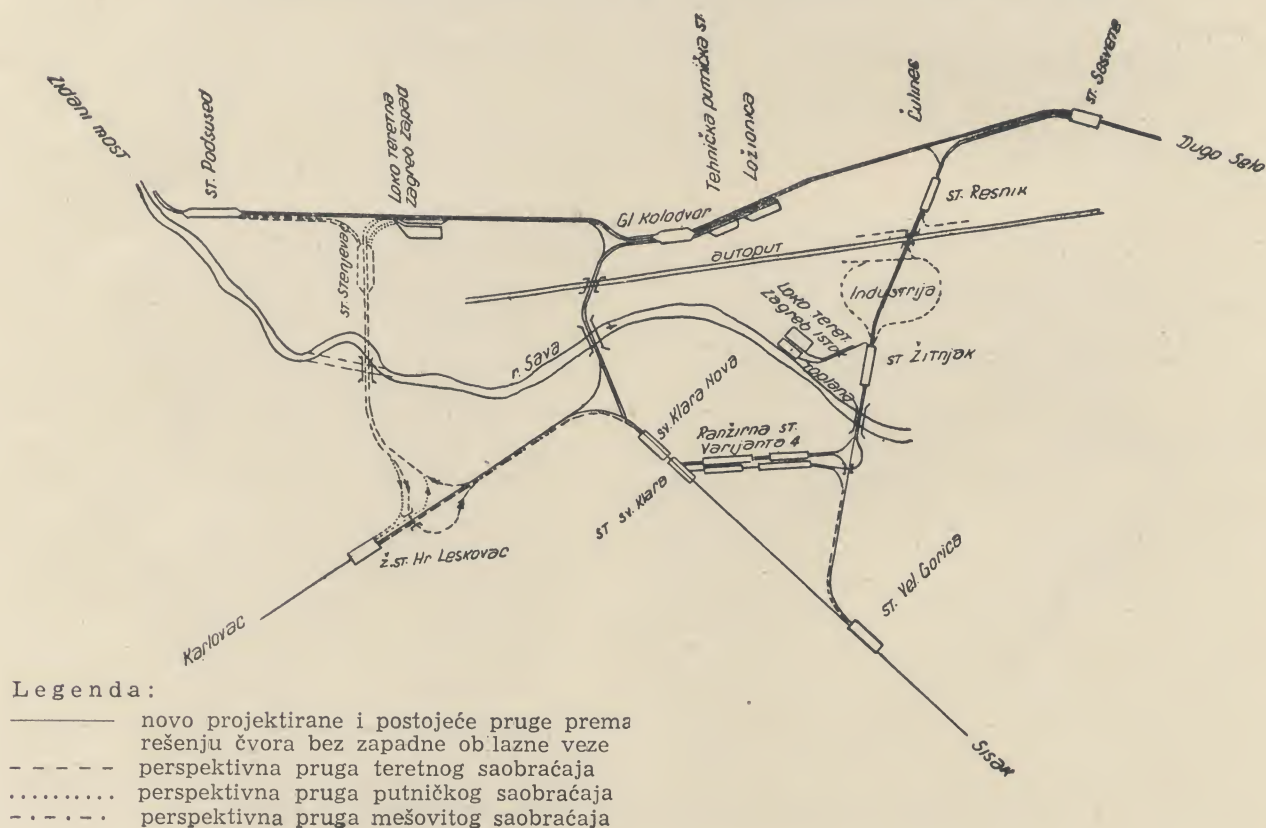 Zidani most
st. Podsused
Loko teretna
zagreb zapad
Tehnička putnička st.
Ložionica
Čulinec
st. Sesvete
Dugo Selo
st. Resnik
Gl kolodvor
autoput
st. Stenjevac
Industrija
Loko teret.
zagreb istok
st Žitnjak
r. Sava
Toplana
sv. Klara Nova
Ranžirna st.
Varijanta 4
st sv. Klara
ž.st. Hr Leskovac
st. Vel. Gorica
Karlovac
Sisak
Legenda:
novo projektirane i postojeće pruge prema
rešenju čvora bez zapadne oblazne veze
perspektivna pruga teretnog saobraćaja
perspektivna pruga putničkog saobraćaja
perspektivna pruga mešovitog saobraćaja